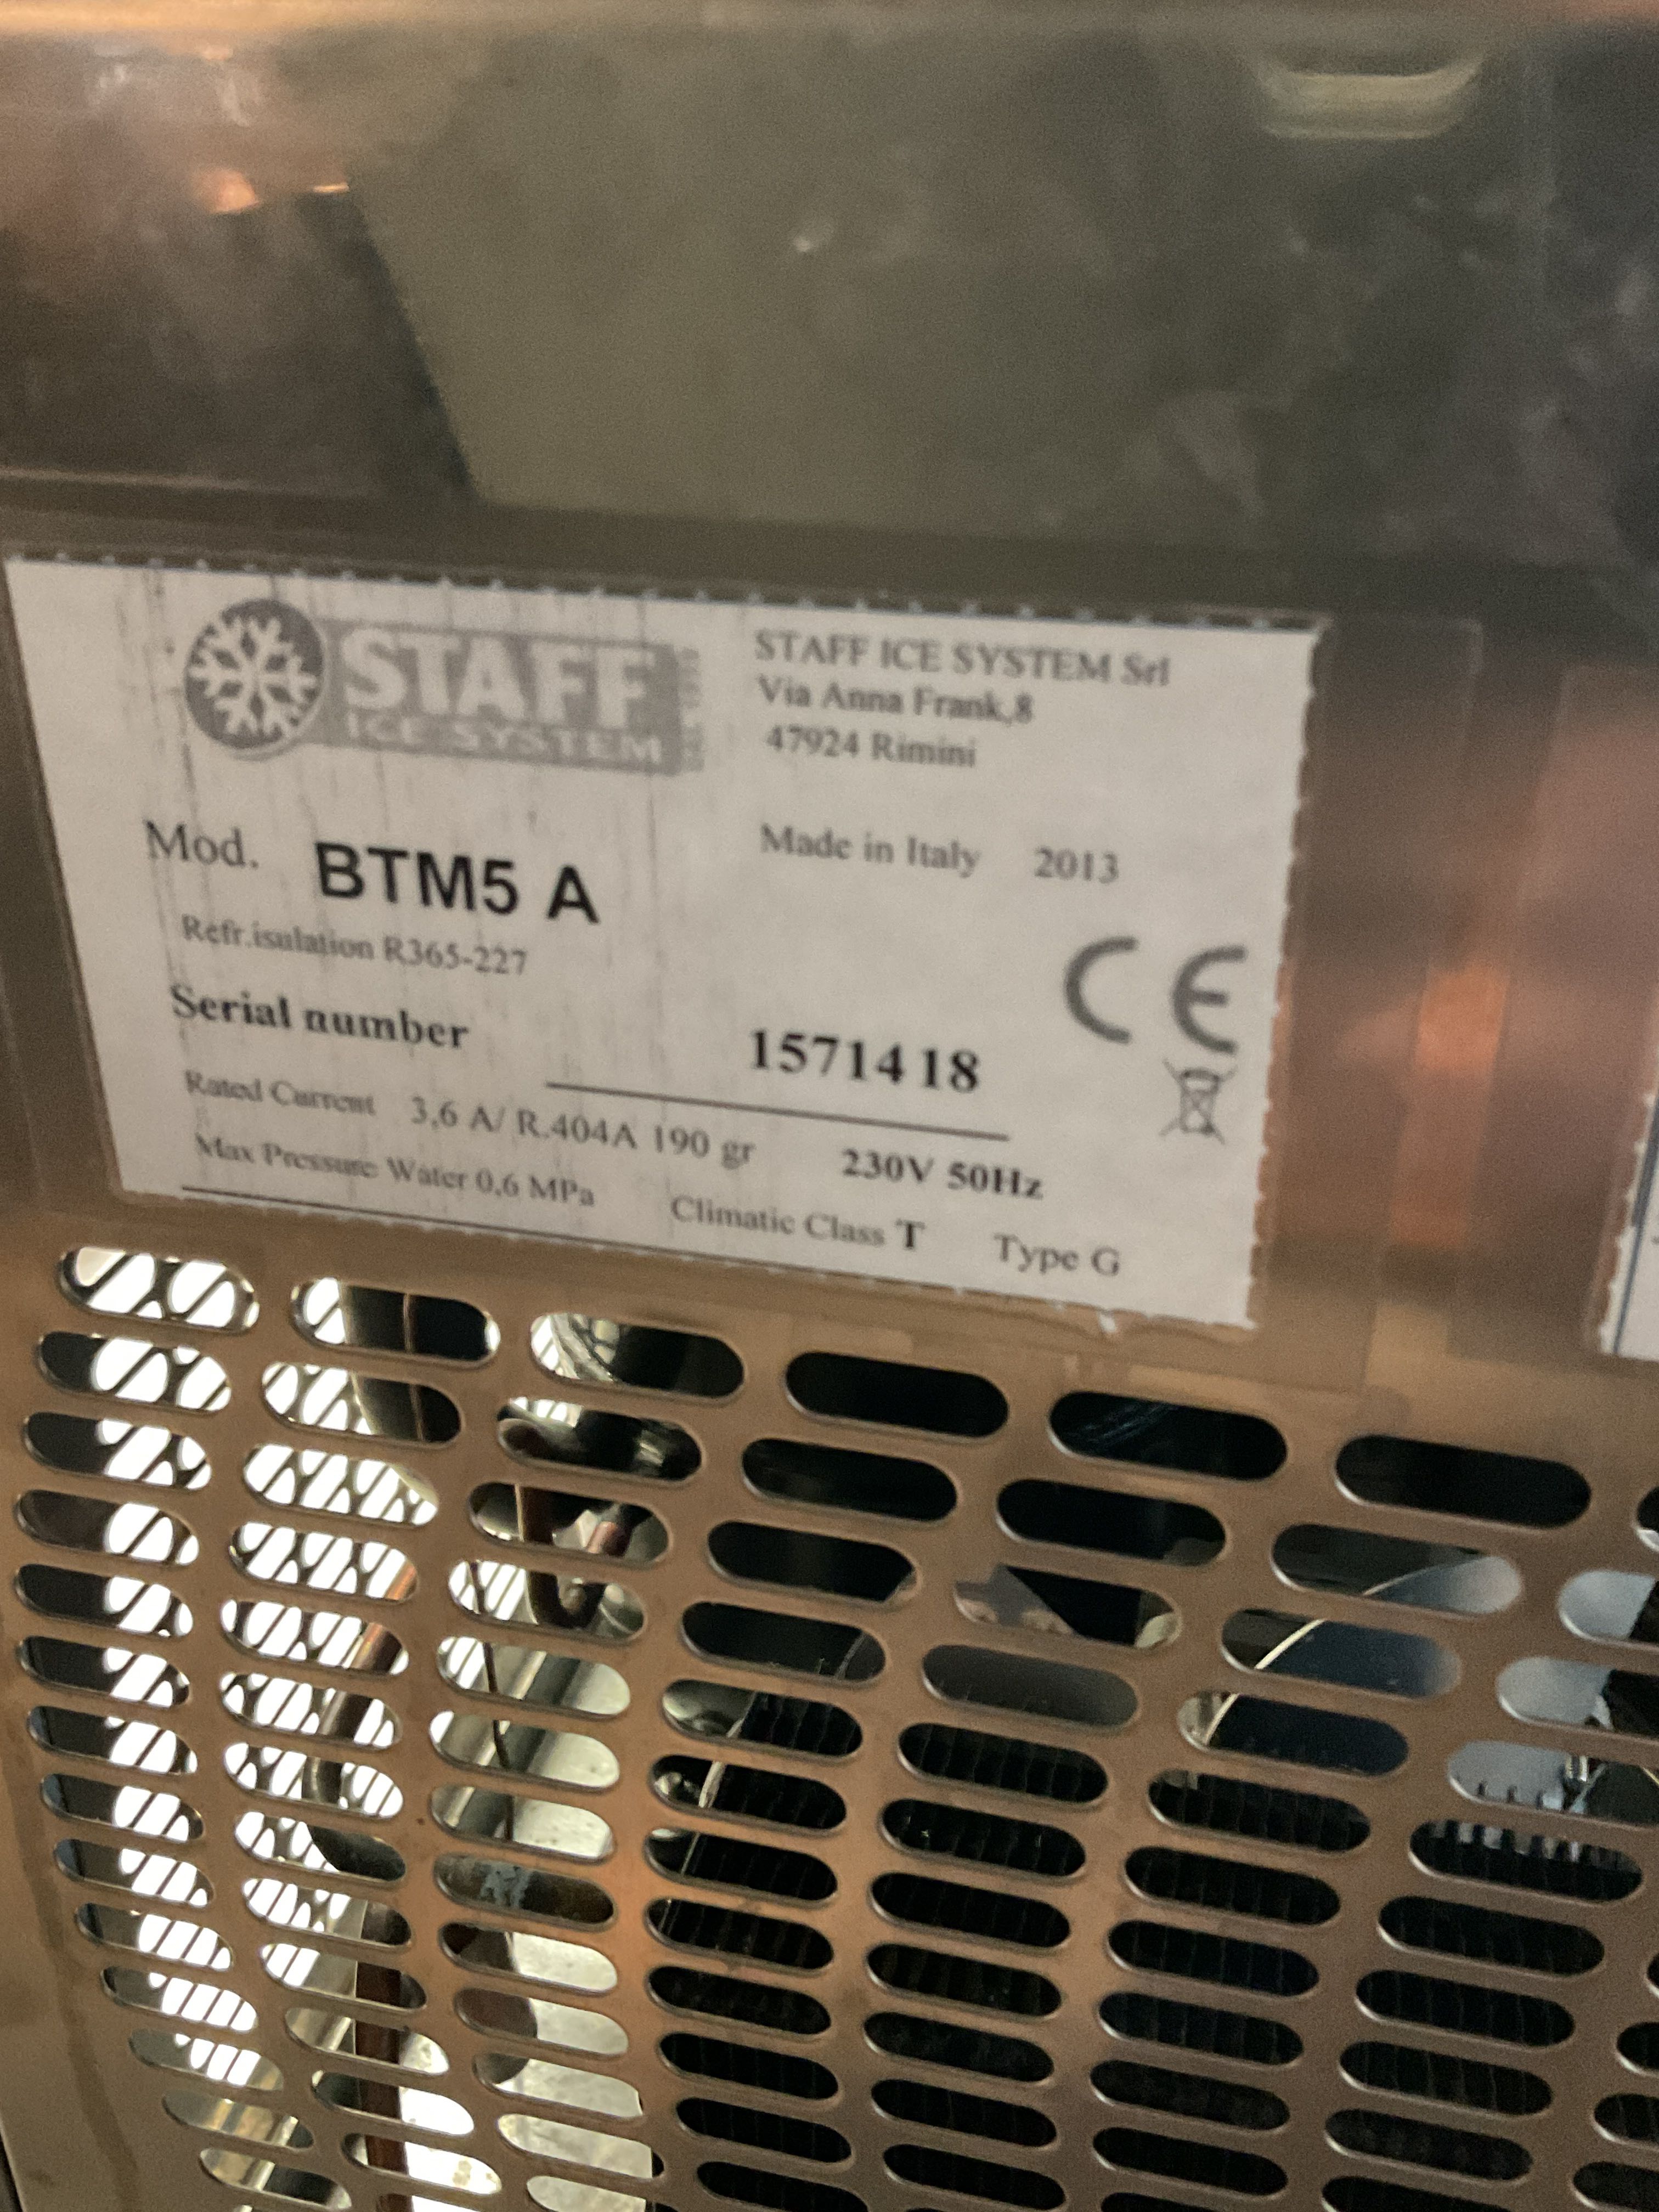 STAFF
ICE SYSTEM
STAFF ICE SYSTEM Srl
Via Anna Frank,8
47924 Rimini
Mod. BTM5 A
Made in Italy 2013
Refr.isulation R365-227
CE
Serial number 1571418
Rated Current 3,6 A/ R.404A 190 gr 230V 50Hz
Max Pressure Water 0,6 MPa Climatic Class T Type G